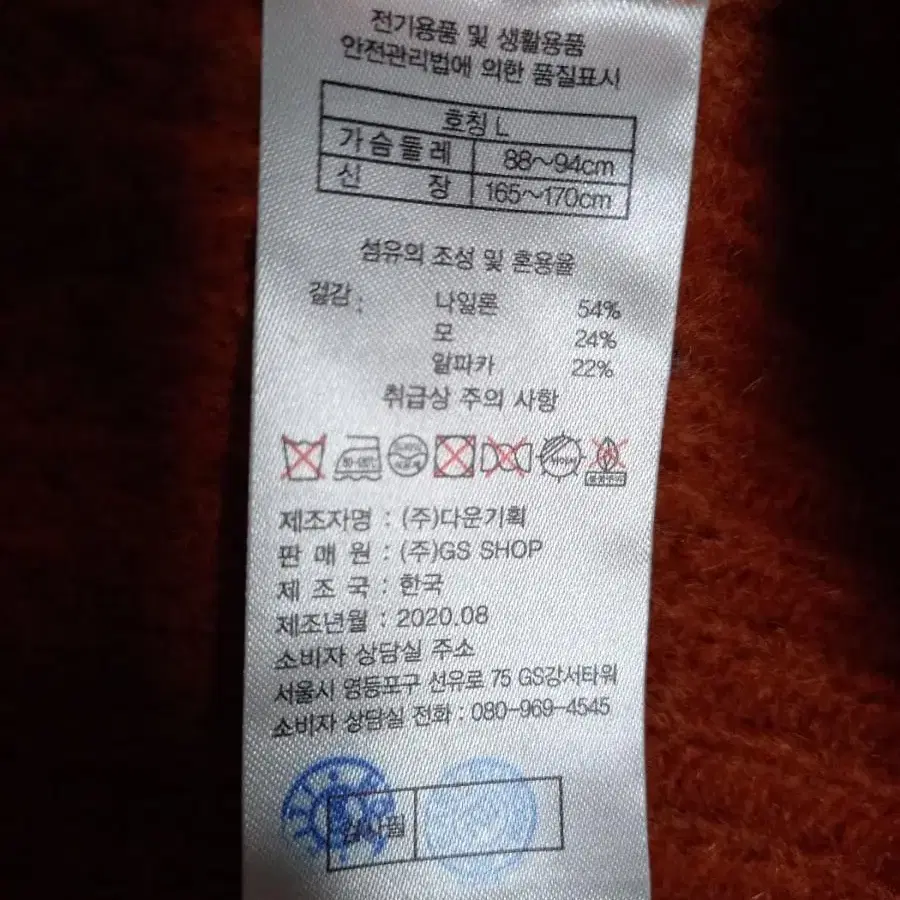 전기용품 및 생활용품
안전관리법에 의한 품질표시
호칭 L
가슴둘레 88~94cm
신 장 165~170cm
섬유의 조성 및 혼용율
겉감 : 나일론 54%
모 24%
알파카 22%
취급상 주의 사항
제조자명 : (주)다운기획
판 매 원 : (주)GS SHOP
제 조 국 : 한국
제조년월 : 2020.08
소비자 상담실 주소
서울시 영등포구 선유로 75 GS강서타워
소비자 상담실 전화 : 080-969-4545
검사필